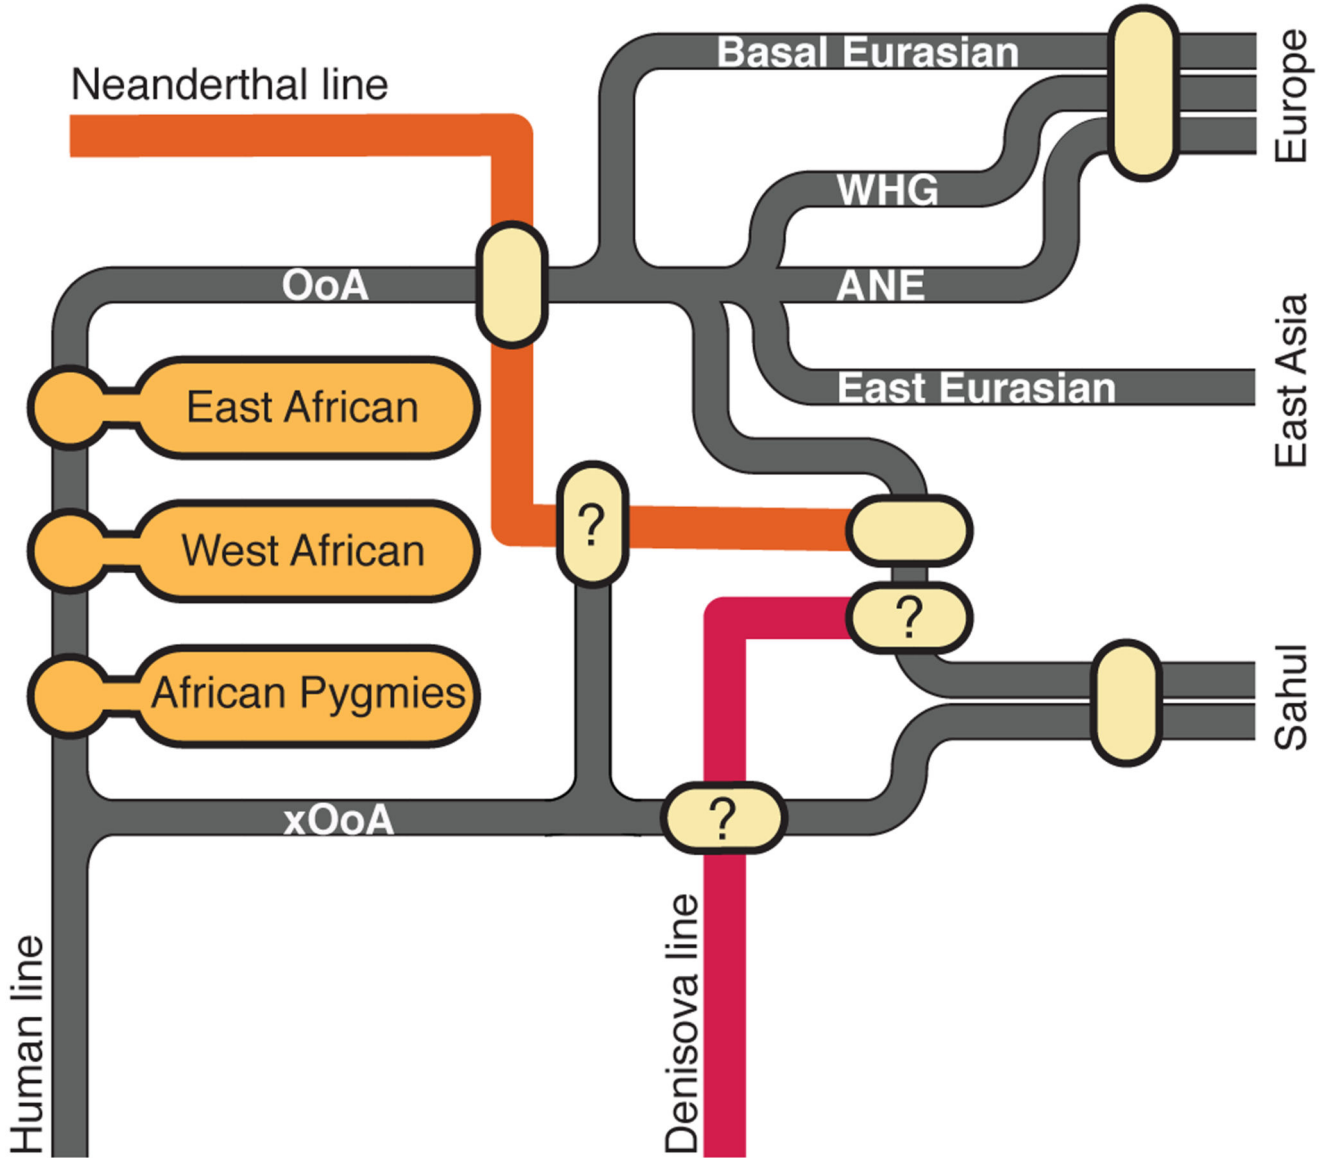 Neanderthal line
Basal Eurasian
Europe
WHG
OoA
ANE
East African
East Eurasian
East Asia
West African
?
?
African Pygmies
Sahul
xOoA
?
Human line
Denisova line